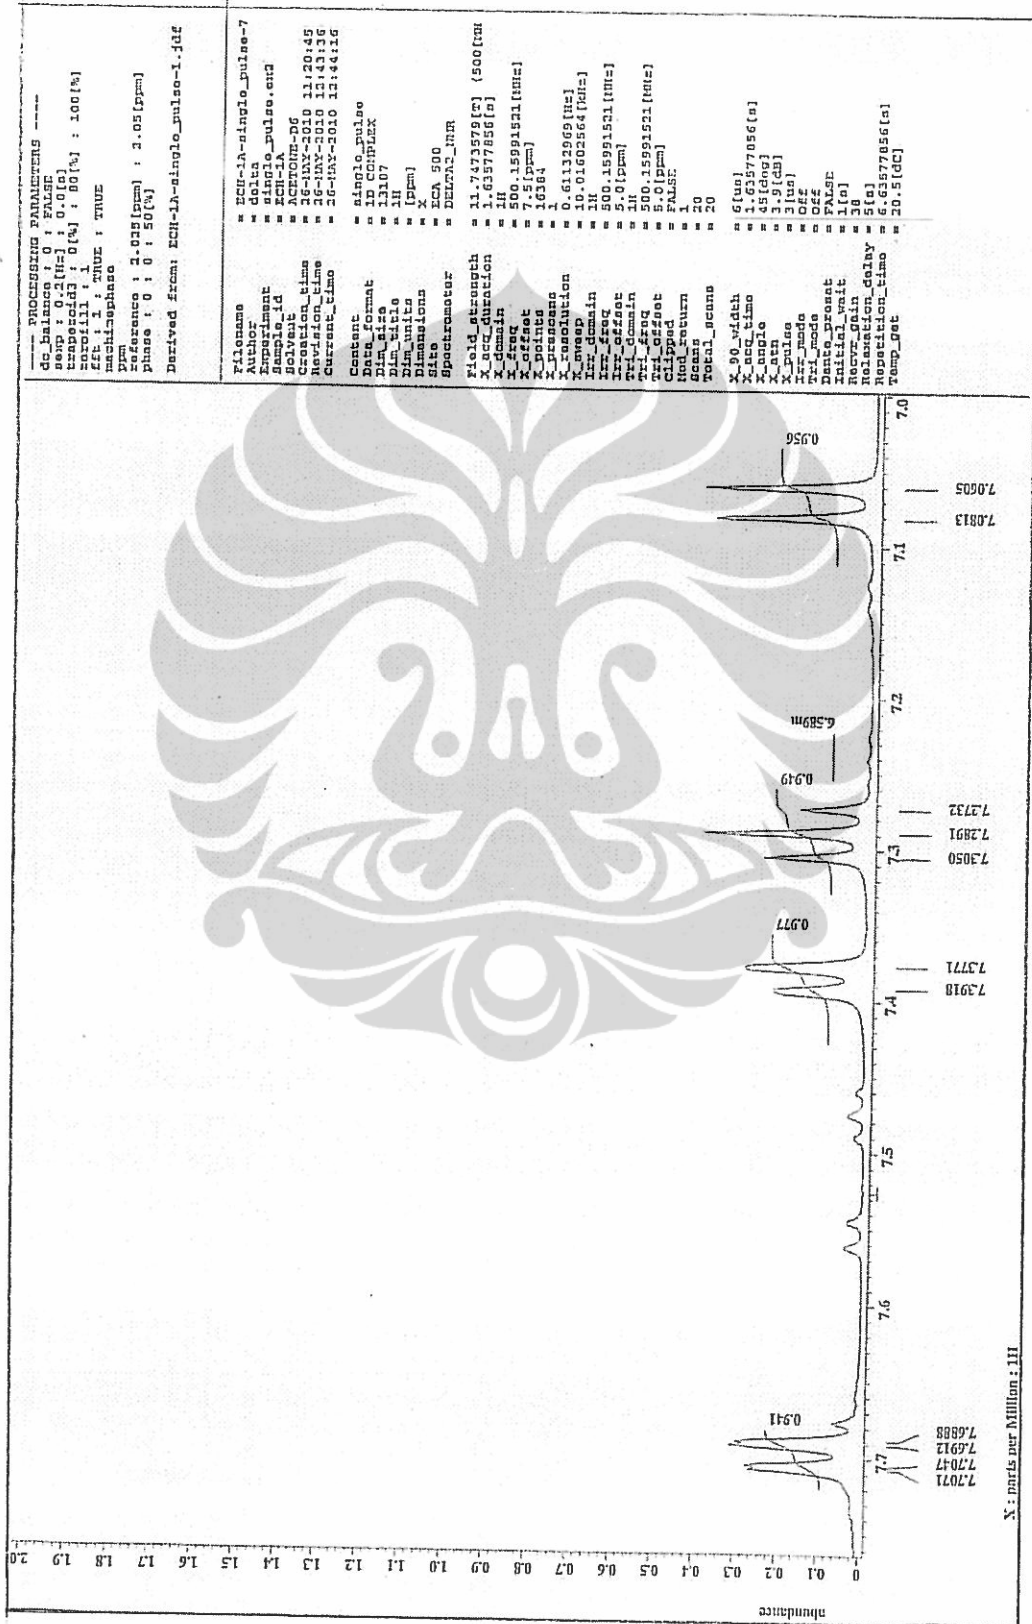 ---- PROCESSING PARAMETERS ----
dc_balance : 0 : FALSE
sexp : 0.2[Hz] : 0.0[s]
trapezoid3 : 0[%] : 80[%] : 100[%]
zerofill : 1
fft : 1 : TRUE : TRUE
machinephase
ppm
phase : 0 : 0 : 50[%]
Derived from: ECH-1A-single_pulse-1.jdf
Filename = ECH-1A-single_pulse-7
Author = delta
Experiment = single_pulse.ex2
Sample_id = ECH-1A
Solvent = ACETONE-D6
Creation_time = 26-MAY-2010 11:20:45
Revision_time = 26-MAY-2010 12:43:36
Current_time = 26-MAY-2010 12:44:16
Content = single_pulse
Data_format = 1D COMPLEX
Dim_size = 13107
Dim_title = 1H
Dim_units = [ppm]
Dimensions = X
Site = ECA 500
Spectrometer = DELTA2_NMR
Field_strength = 11.7473579[T] (500[MH
X_acq_duration = 1.63577856[s]
X_domain = 1H
X_freq = 500.15991521[MHz]
X_offset = 7.5[ppm]
X_points = 16384
X_prescans = 1
X_resolution = 0.61132969[Hz]
X_sweep = 10.01602564[kHz]
Irr_domain = 1H
Irr_freq = 500.15991521[MHz]
Irr_offset = 5.0[ppm]
Tri_domain = 1H
Tri_freq = 500.15991521[MHz]
Tri_offset = 5.0[ppm]
Clipped = FALSE
Mod_return = 1
Scans = 20
Total_scans = 20
X_90_width = 6[us]
X_acq_time = 1.63577856[s]
X_angle = 45[deg]
X_atn = 3.9[dB]
X_pulse = 3[us]
Irr_mode = Off
Tri_mode = Off
Dante_preset = FALSE
Initial_wait = 1[s]
Recvr_gain = 38
Relaxation_delay = 5[s]
Repetition_time = 6.63577856[s]
Temp_get = 20.5[dC]
abundance
0 0.1 0.2 0.3 0.4 0.5 0.6 0.7 0.8 0.9 1.0 1.1 1.2 1.3 1.4 1.5 1.6 1.7 1.8 1.9 2.0
0.941
0.977
0.949
6.589m
0.956
7.7 7.6 7.5 7.4 7.3 7.2 7.1 7.0
7.7071
7.7047
7.6912
7.6888
7.3918
7.3771
7.3050
7.2891
7.2732
7.0813
7.0605
X : parts per Million : 1H